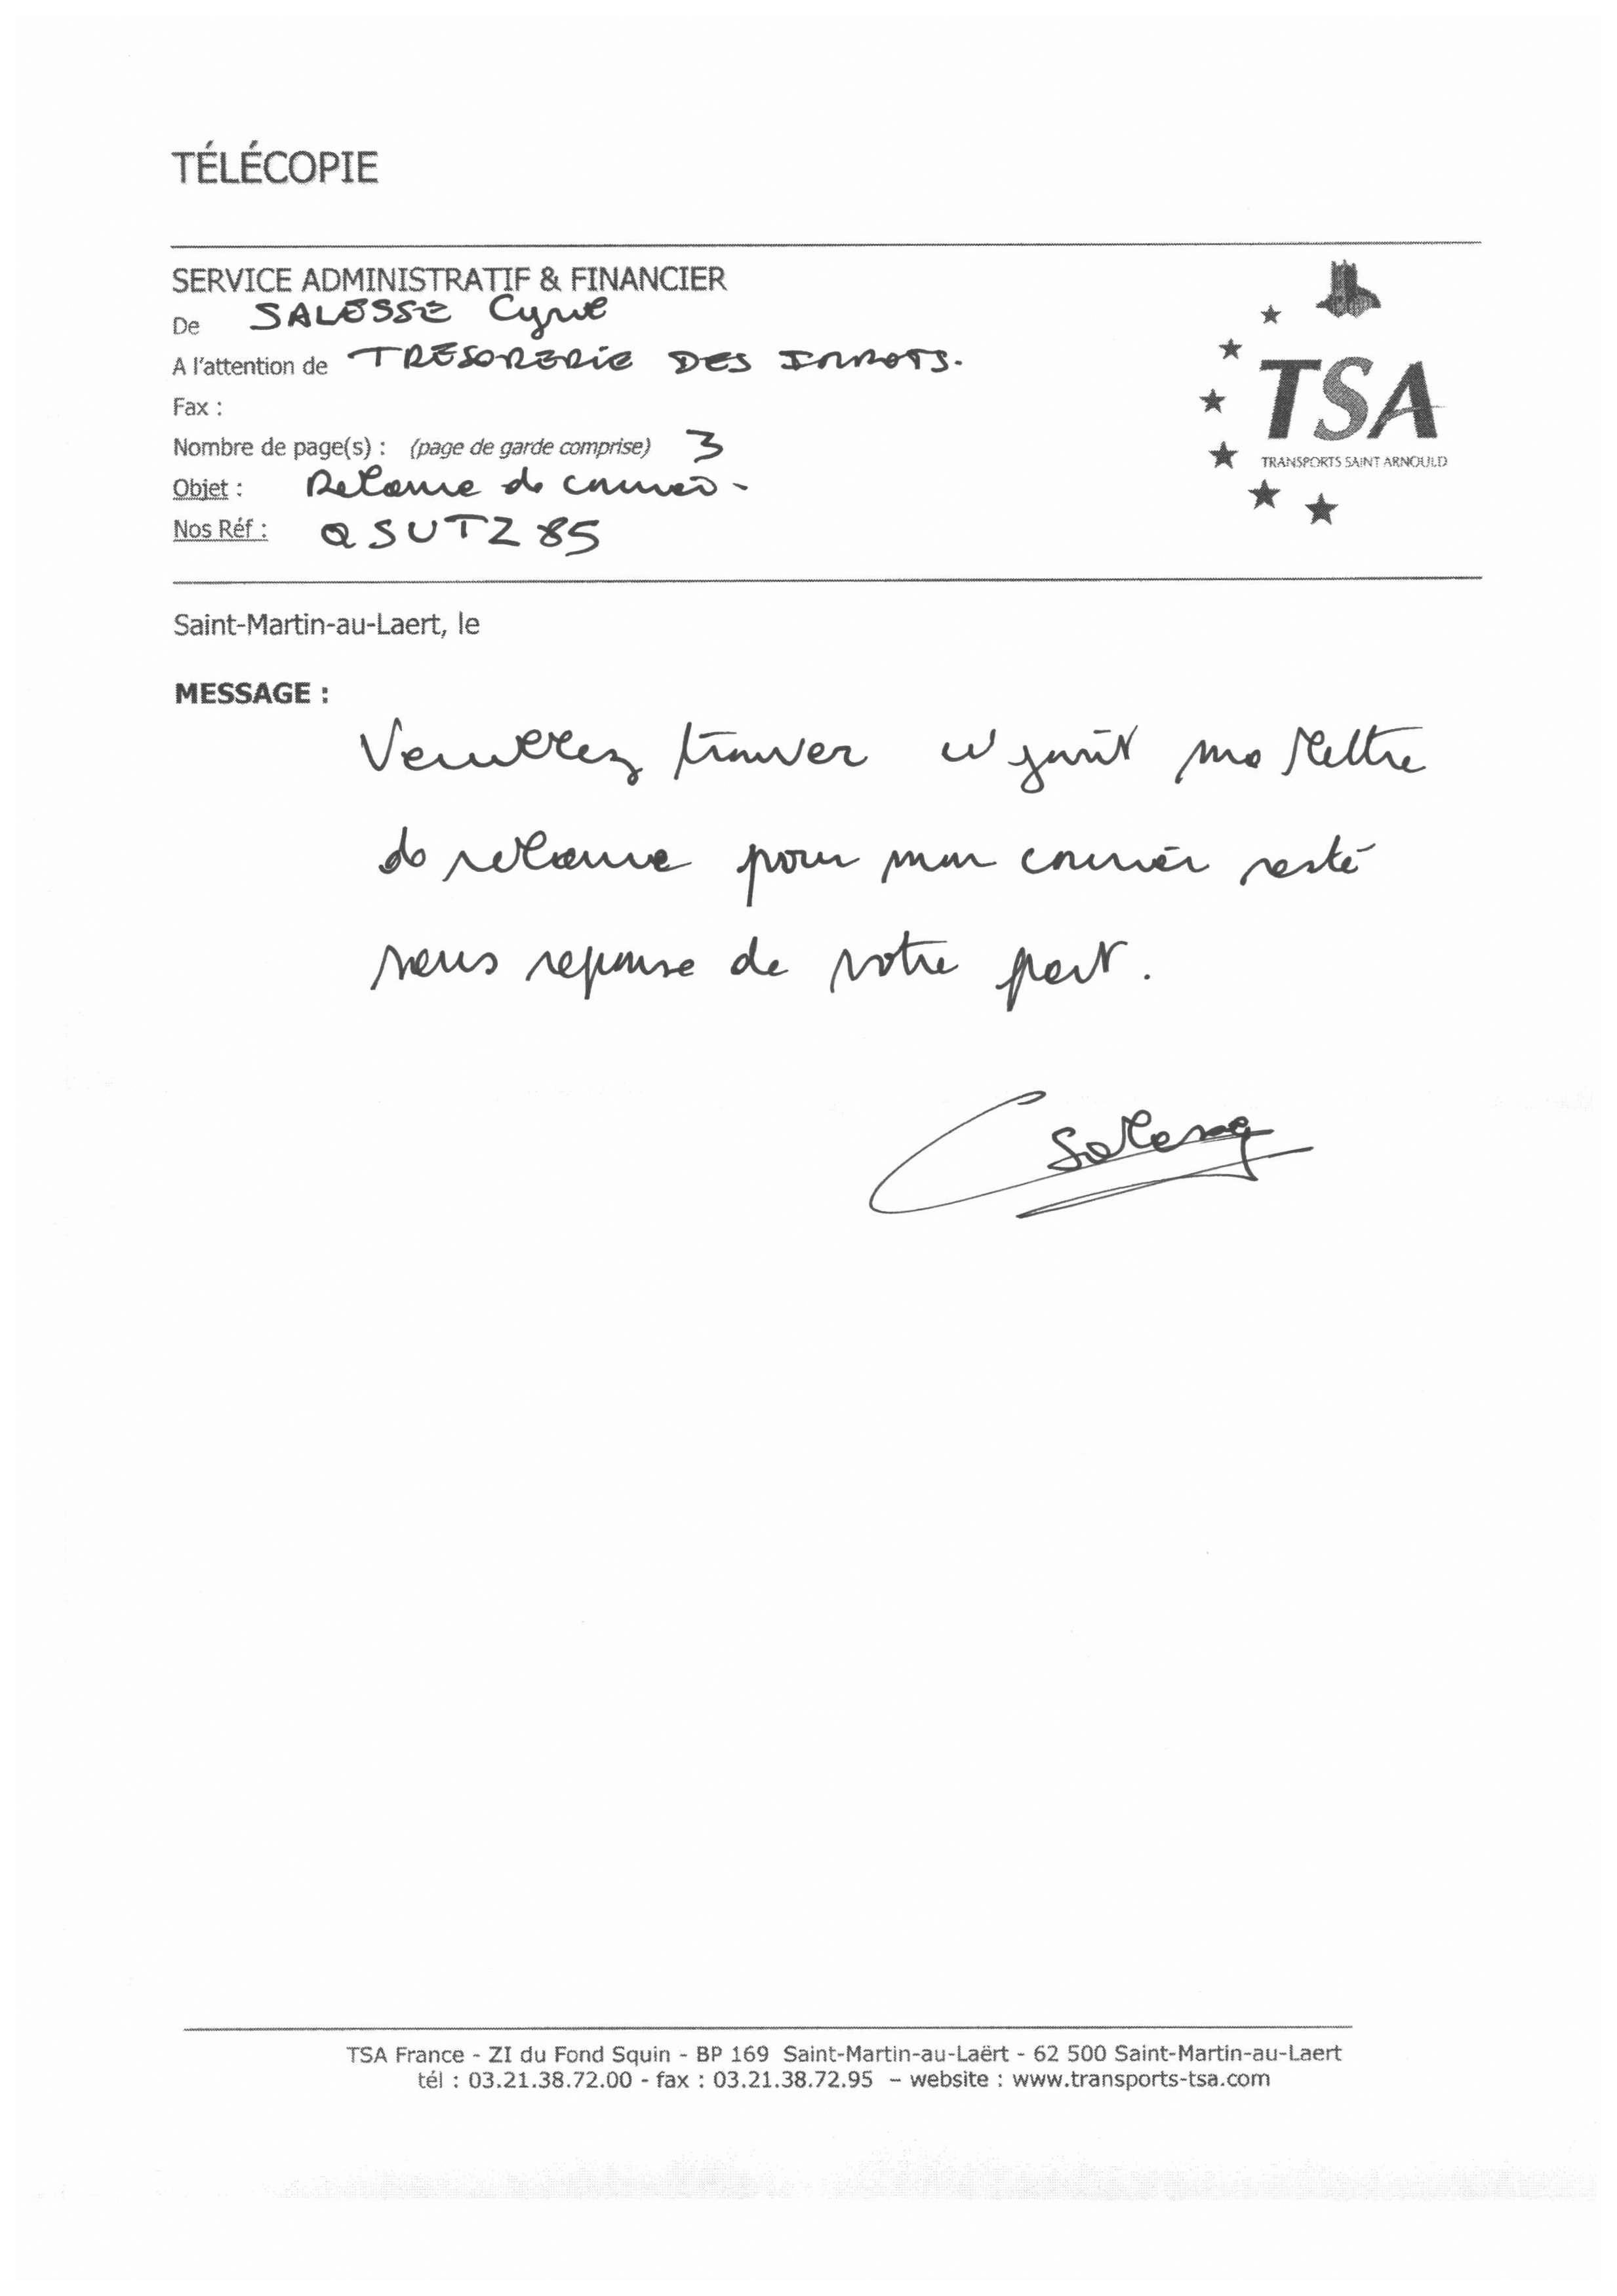 TÉLÉCOPIE
SERVICE ADMINISTRATIF & FINANCIER
De SALESSE Cyril
A l'attention de TRÉSORERIE DES IMPOTS.
Fax :
Nombre de page(s) : (page de garde comprise) 3
Objet : Relance de courrier -
Nos Réf : QSUTZ85
TSA
TRANSPORTS SAINT ARNOULD
Saint-Martin-au-Laert, le
MESSAGE :
Veuillez trouver ci joint ma lettre
de relance pour mon courrier resté
sans reponse de votre part.
CSalesse
TSA France - ZI du Fond Squin - BP 169 Saint-Martin-au-Laërt - 62 500 Saint-Martin-au-Laert
tél : 03.21.38.72.00 - fax : 03.21.38.72.95 – website : www.transports-tsa.com